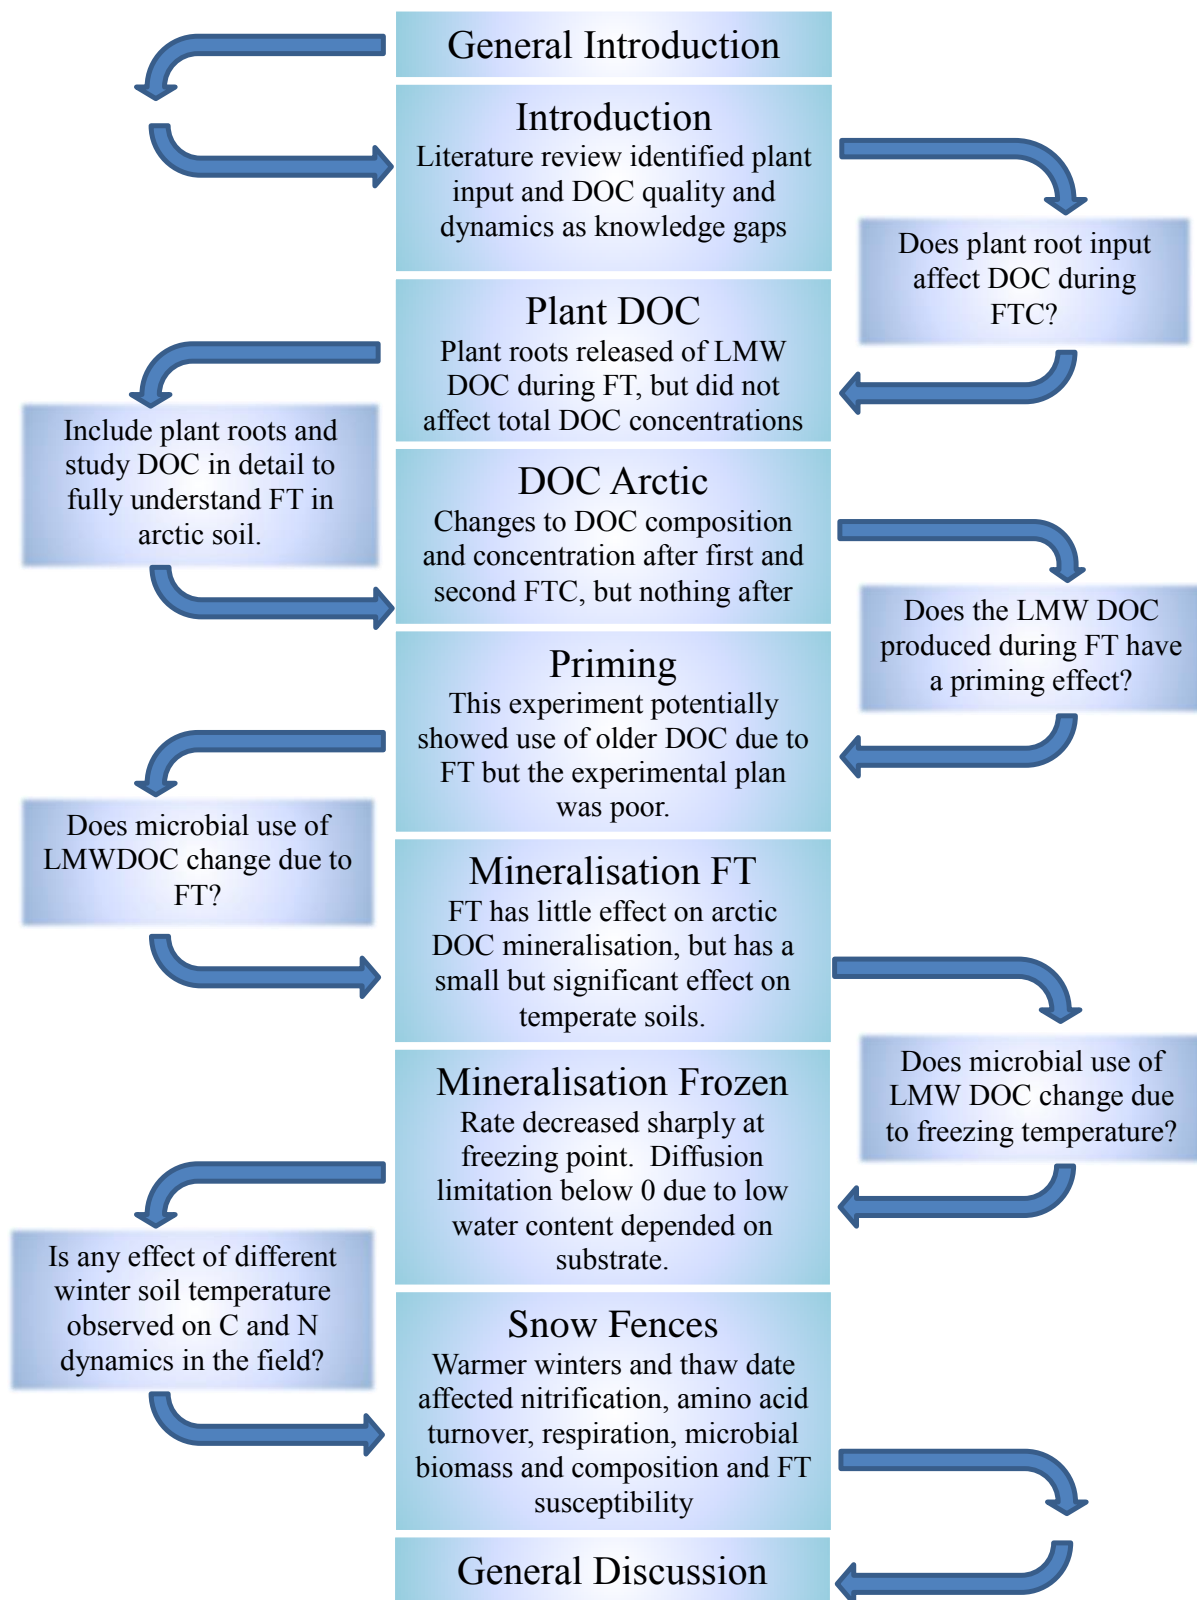 General Introduction
Introduction
Literature review identified plant
input and DOC quality and
dynamics as knowledge gaps
Does plant root input
affect DOC during
FTC?
Plant DOC
Plant roots released of LMW
DOC during FT, but did not
affect total DOC concentrations
Include plant roots and
study DOC in detail to
fully understand FT in
arctic soil.
DOC Arctic
Changes to DOC composition
and concentration after first and
second FTC, but nothing after
Does the LMW DOC
produced during FT have
a priming effect?
Priming
This experiment potentially
showed use of older DOC due to
FT but the experimental plan
was poor.
Does microbial use of
LMWDOC change due to
FT?
Mineralisation FT
FT has little effect on arctic
DOC mineralisation, but has a
small but significant effect on
temperate soils.
Does microbial use of
LMW DOC change due
to freezing temperature?
Mineralisation Frozen
Rate decreased sharply at
freezing point.  Diffusion
limitation below 0 due to low
water content depended on
substrate.
Is any effect of different
winter soil temperature
observed on C and N
dynamics in the field?
Snow Fences
Warmer winters and thaw date
affected nitrification, amino acid
turnover, respiration, microbial
biomass and composition and FT
susceptibility
General Discussion